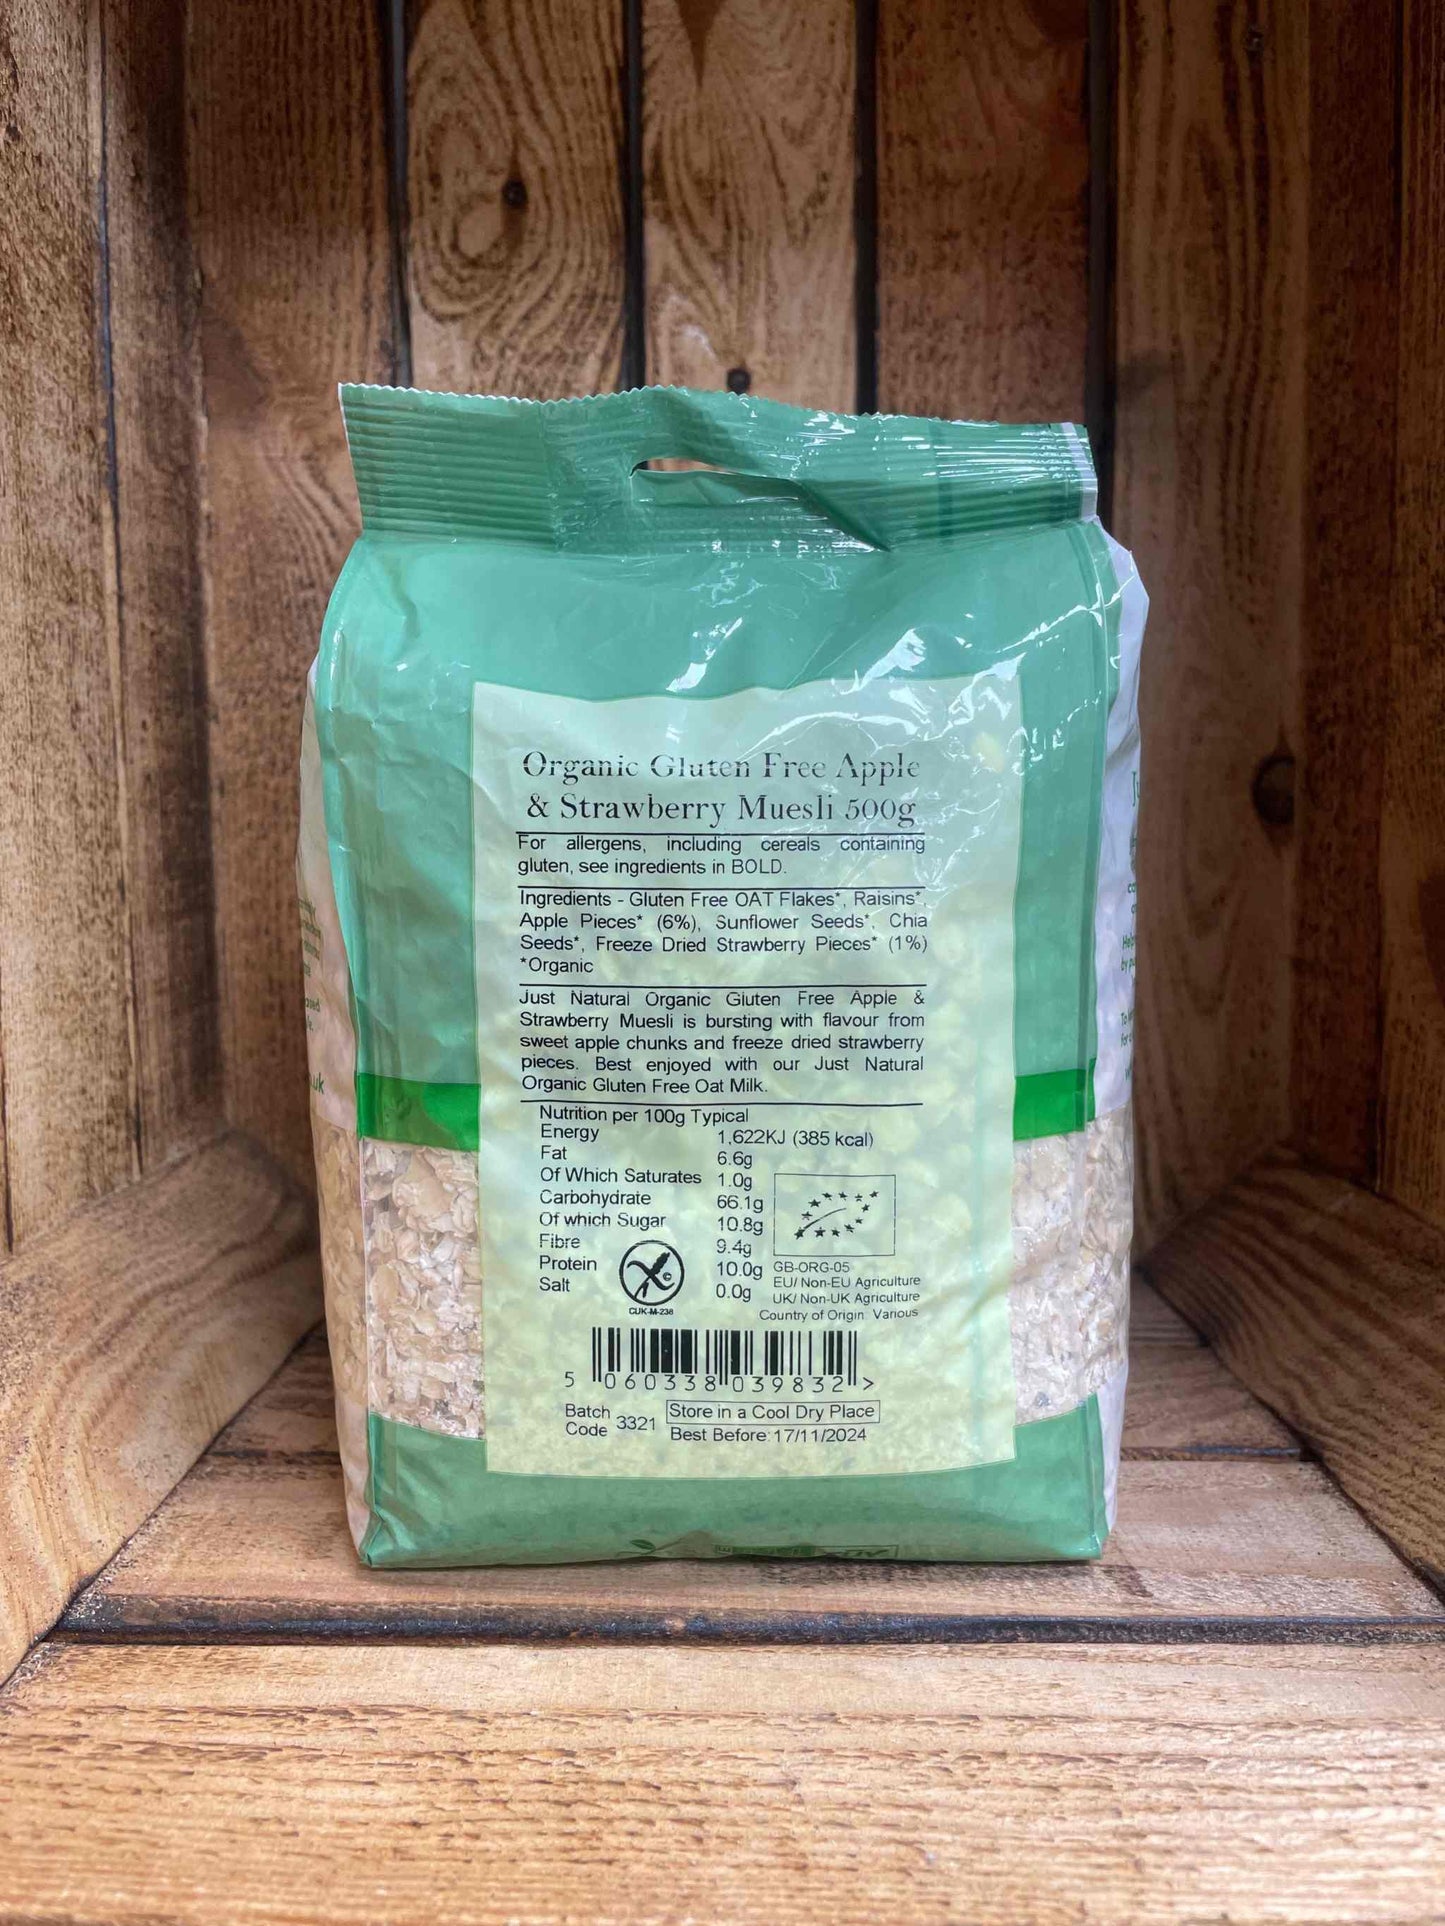 Organic Gluten Free Apple
& Strawberry Muesli 500g
For allergens, including cereals containing
gluten, see ingredients in BOLD.
Ingredients - Gluten Free OAT Flakes*, Raisins*,
Apple Pieces* (6%), Sunflower Seeds*, Chia
Seeds*, Freeze Dried Strawberry Pieces* (1%)
*Organic
Just Natural Organic Gluten Free Apple &
Strawberry Muesli is bursting with flavour from
sweet apple chunks and freeze dried strawberry
pieces. Best enjoyed with our Just Natural
Organic Gluten Free Oat Milk.
Nutrition per 100g Typical
Energy 1,622KJ (385 kcal)
Fat 6.6g
Of Which Saturates 1.0g
Carbohydrate 66.1g
Of which Sugar 10.8g
Fibre 9.4g
Protein 10.0g
Salt 0.0g
CUK-M-238
GB-ORG-05
EU/ Non-EU Agriculture
UK/ Non-UK Agriculture
Country of Origin Various
5 060338 039832 >
Batch Code 3321
Store in a Cool Dry Place
Best Before: 17/11/2024